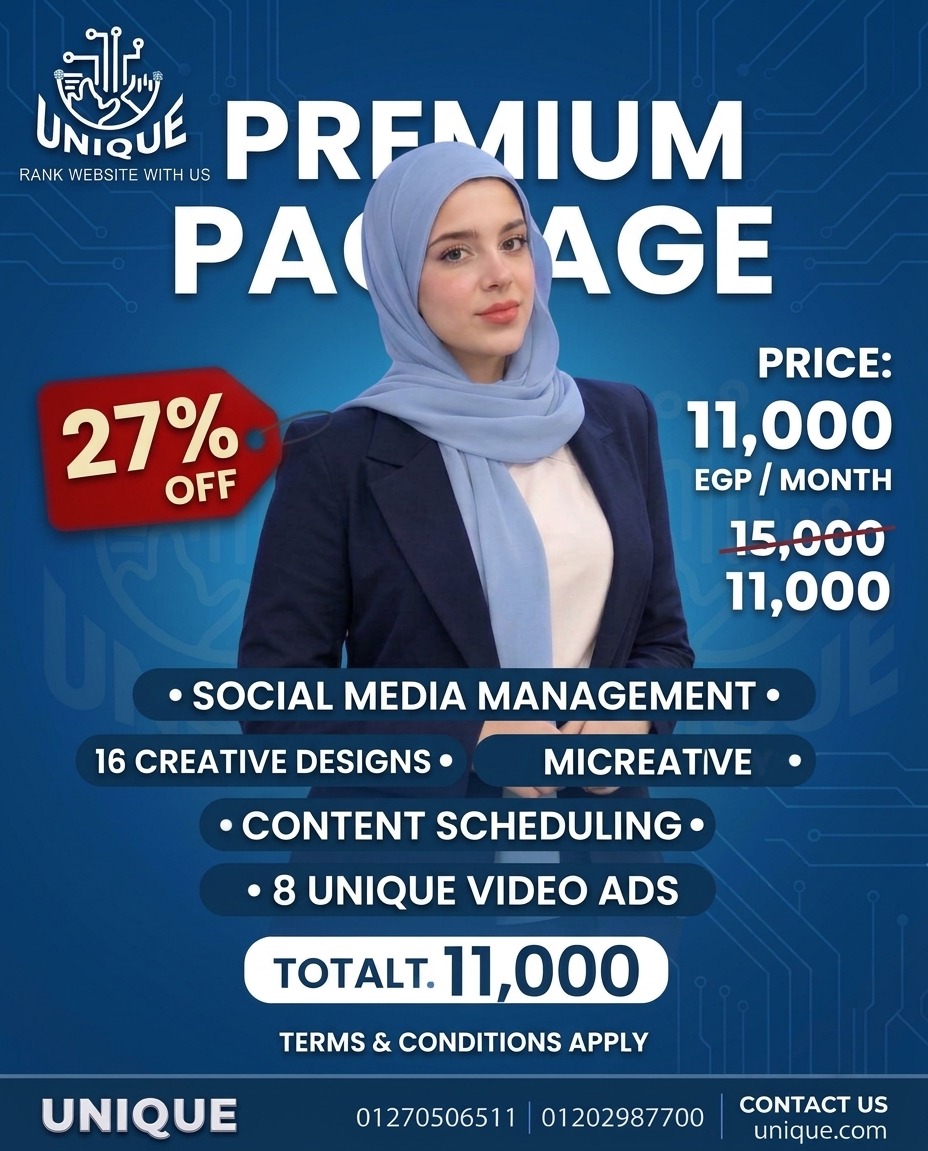 UNIQUE
RANK WEBSITE WITH US
PREMIUM
PACKAGE
27%
OFF
PRICE:
11,000
EGP / MONTH
15,000
11,000
• SOCIAL MEDIA MANAGEMENT •
16 CREATIVE DESIGNS •
MICREATIVE •
• CONTENT SCHEDULING •
• 8 UNIQUE VIDEO ADS
TOTALT. 11,000
TERMS & CONDITIONS APPLY
UNIQUE
01270506511 | 01202987700
CONTACT US
unique.com